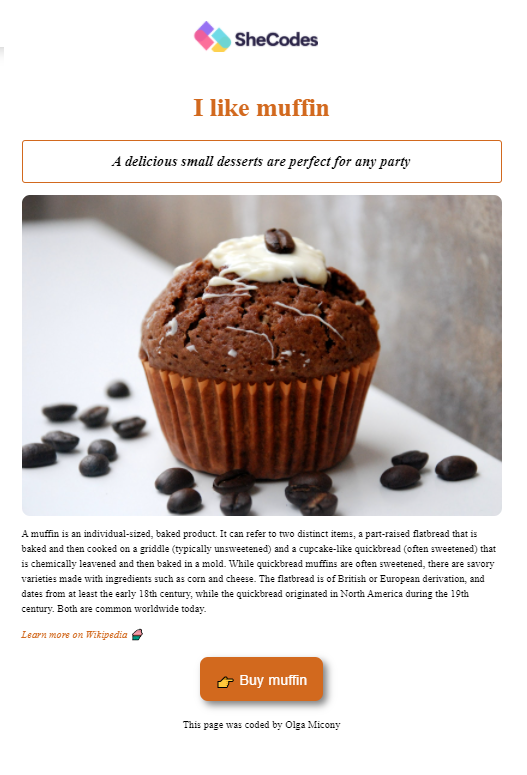 SheCodes
I like muffin
A delicious small desserts are perfect for any party
A muffin is an individual-sized, baked product. It can refer to two distinct items, a part-raised flatbread that is
baked and then cooked on a griddle (typically unsweetened) and a cupcake-like quickbread (often sweetened) that
is chemically leavened and then baked in a mold. While quickbread muffins are often sweetened, there are savory
varieties made with ingredients such as corn and cheese. The flatbread is of British or European derivation, and
dates from at least the early 18th century, while the quickbread originated in North America during the 19th
century. Both are common worldwide today.
Learn more on Wikipedia 🧁
👉 Buy muffin
This page was coded by Olga Micony